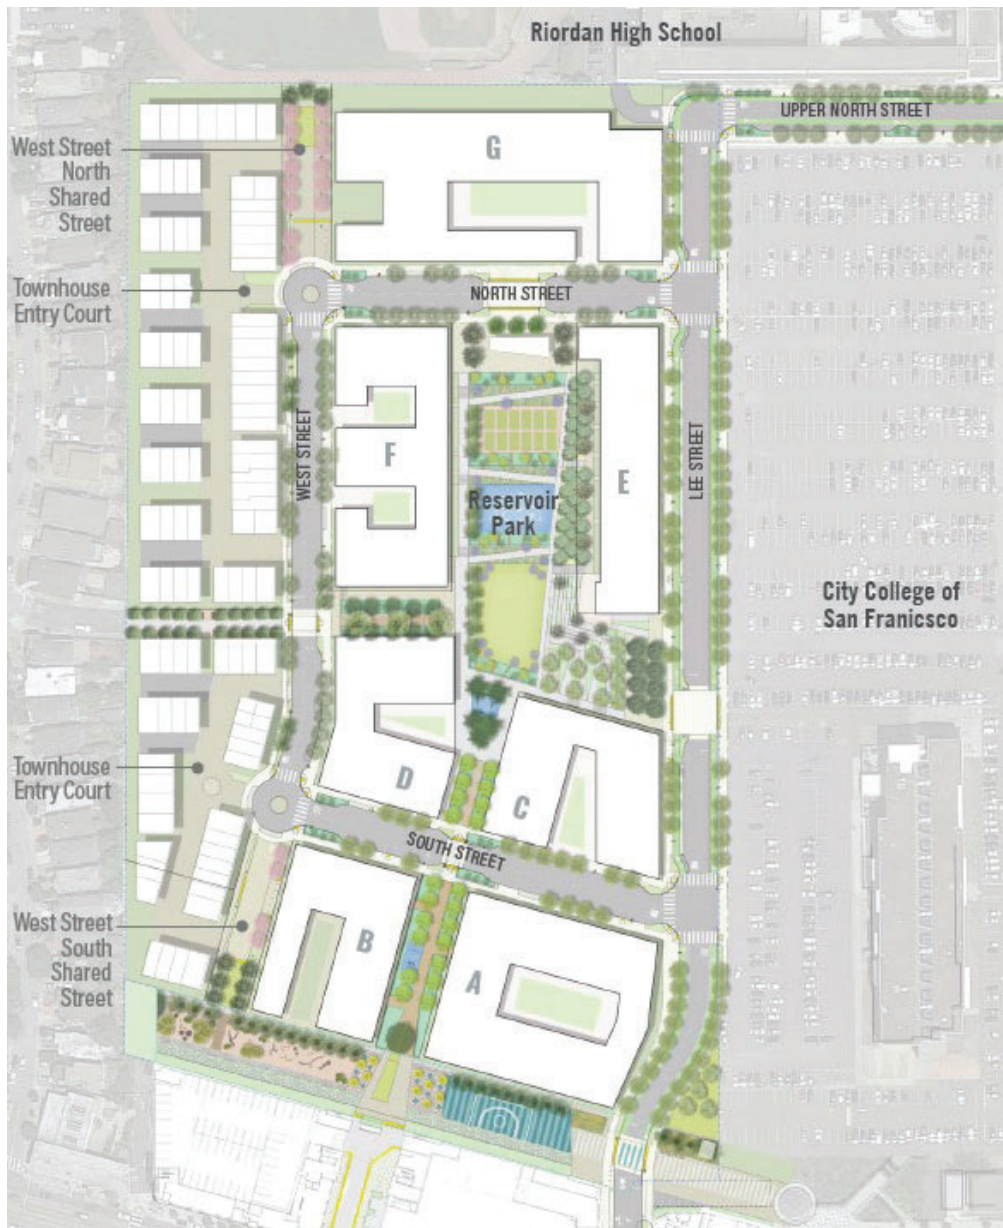 Riordan High School
UPPER NORTH STREET
G
West Street
North
Shared
Street
Townhouse
Entry Court
NORTH STREET
WEST STREET
F
Reservoir
Park
E
LEE STREET
City College of
San Franicsco
Townhouse
Entry Court
D
C
SOUTH STREET
West Street
South
Shared
Street
B
A